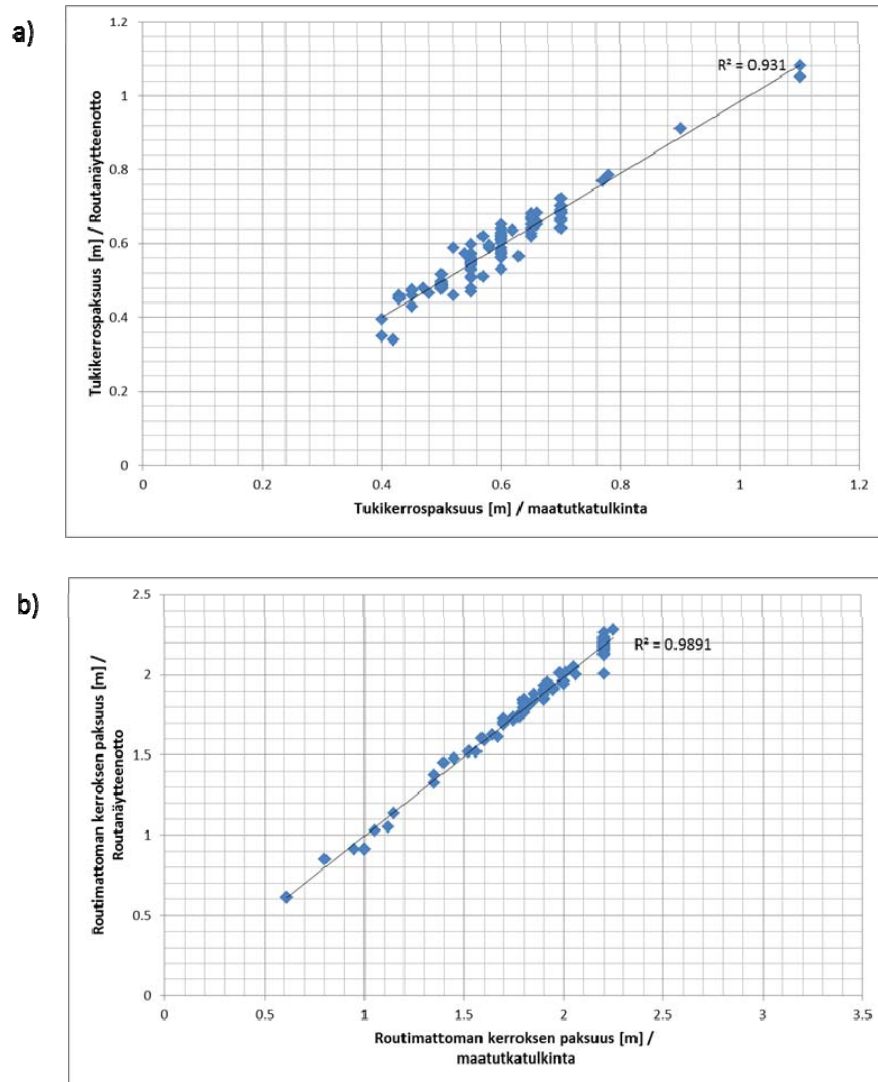 a)
1.2
1
0.8
0.6
0.4
0.2
0
Tukikerrospaksuus [m] / Routanäytteenotto
R² = 0.931
0 0.2 0.4 0.6 0.8 1 1.2
Tukikerrospaksuus [m] / maatutkatulkinta
b)
2.5
2
1.5
1
0.5
0
Routimattoman kerroksen paksuus [m] /
Routanäytteenotto
R² = 0.9891
0 0.5 1 1.5 2 2.5 3 3.5
Routimattoman kerroksen paksuus [m] /
maatutkatulkinta